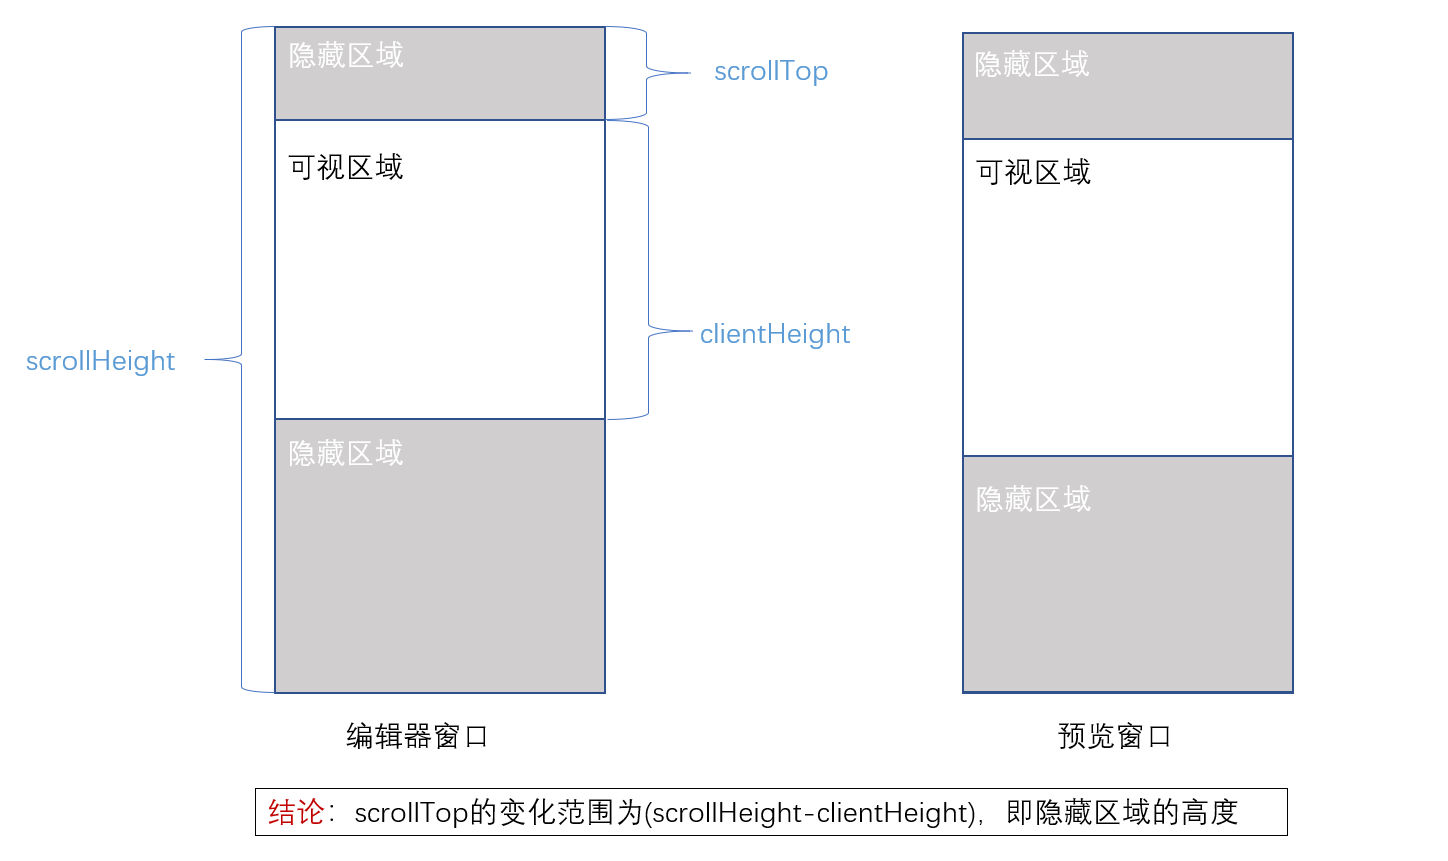 隐藏区域
scrollTop
隐藏区域
可视区域
可视区域
clientHeight
scrollHeight
隐藏区域
隐藏区域
编辑器窗口
预览窗口
结论：scrollTop的变化范围为(scrollHeight-clientHeight)，即隐藏区域的高度